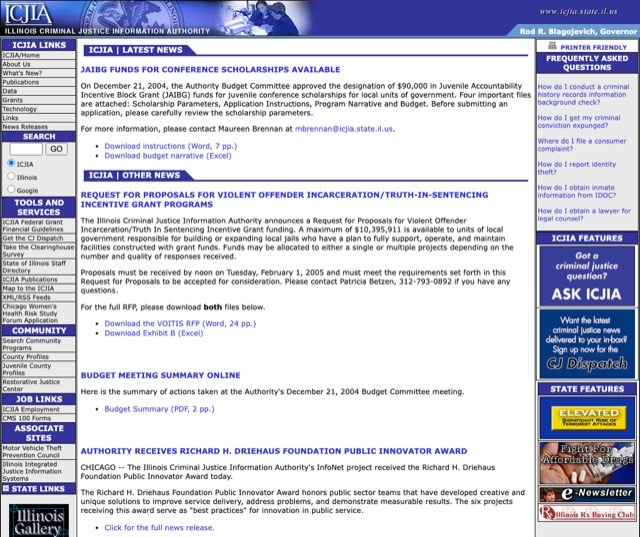 ICJIA
ILLINOIS CRIMINAL JUSTICE INFORMATION AUTHORITY
www.icjia.state.il.us
Rod R. Blagojevich, Governor
ICJIA LINKS
ICJIA/Home
About Us
What's New?
Publications
Data
Grants
Technology
Links
News Releases
SEARCH
GO
ICJIA
Illinois
Google
TOOLS AND
SERVICES
ICJIA Federal Grant
Financial Guidelines
Get the CJ Dispatch
Take the Clearinghouse
Survey
State of Illinois Staff
Directory
ICJIA Publications
Map to the ICJIA
XML/RSS Feeds
Chicago Women's
Health Risk Study
Forum Application
COMMUNITY
Search Community
Programs
County Profiles
Juvenile County
Profiles
Restorative Justice
Center
JOB LINKS
ICJIA Employment
CMS 100 Forms
ASSOCIATE
SITES
Motor Vehicle Theft
Prevention Council
Illinois Integrated
Justice Information
Systems
STATE LINKS
Illinois
Gallery
ICJIA | LATEST NEWS
JAIBG FUNDS FOR CONFERENCE SCHOLARSHIPS AVAILABLE
On December 21, 2004, the Authority Budget Committee approved the designation of $90,000 in Juvenile Accountability
Incentive Block Grant (JAIBG) funds for juvenile conference scholarships for local units of government. Four important files
are attached: Scholarship Parameters, Application Instructions, Program Narrative and Budget. Before submitting an
application, please carefully review the scholarship parameters.
For more information, please contact Maureen Brennan at mbrennan@icjia.state.il.us.
• Download instructions (Word, 7 pp.)
• Download budget narrative (Excel)
ICJIA | OTHER NEWS
REQUEST FOR PROPOSALS FOR VIOLENT OFFENDER INCARCERATION/TRUTH-IN-SENTENCING
INCENTIVE GRANT PROGRAMS
The Illinois Criminal Justice Information Authority announces a Request for Proposals for Violent Offender
Incarceration/Truth In Sentencing Incentive Grant funding. A maximum of $10,395,911 is available to units of local
government responsible for building or expanding local jails who have a plan to fully support, operate, and maintain
facilities constructed with grant funds. Funds may be allocated to either a single or multiple projects depending on the
number and quality of responses received.
Proposals must be received by noon on Tuesday, February 1, 2005 and must meet the requirements set forth in this
Request for Proposals to be accepted for consideration. Please contact Patricia Betzen, 312-793-0892 if you have any
questions.
For the full RFP, please download both files below.
• Download the VOITIS RFP (Word, 24 pp.)
• Download Exhibit B (Excel)
BUDGET MEETING SUMMARY ONLINE
Here is the summary of actions taken at the Authority's December 21, 2004 Budget Committee meeting.
• Budget Summary (PDF, 2 pp.)
AUTHORITY RECEIVES RICHARD H. DRIEHAUS FOUNDATION PUBLIC INNOVATOR AWARD
CHICAGO -- The Illinois Criminal Justice Information Authority's InfoNet project received the Richard H. Driehaus
Foundation Public Innovator Award today.
The Richard H. Driehaus Foundation Public Innovator Award honors public sector teams that have developed creative and
unique solutions to improve service delivery, address problems, and demonstrate measurable results. The six projects
receiving this award serve as "best practices" for innovation in public service.
• Click for the full news release.
PRINTER FRIENDLY
FREQUENTLY ASKED
QUESTIONS
How do I conduct a criminal
history records information
background check?
How do I get my criminal
conviction expunged?
Where do I file a
consumer complaint?
How do I report identity
theft?
How do I obtain inmate
information from IDOC?
How do I obtain a lawyer for
legal counsel?
ICJIA FEATURES
Got a
criminal justice
question?
ASK ICJIA
Want the latest
criminal justice news
delivered to your in-box?
Sign up now for the
CJ Dispatch
STATE FEATURES
ELEVATED
SIGNIFICANT RISK OF
TERRORIST ATTACKS
Fight For
Affordable Drugs
e-Newsletter
Illinois Rx Buying Club